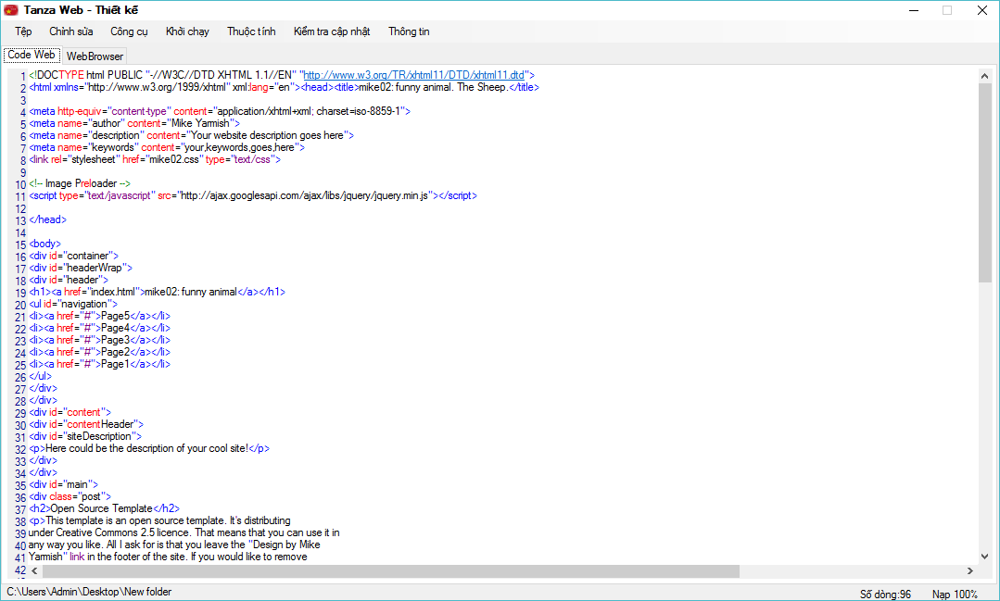 Tanza Web - Thiết kế
Tệp Chỉnh sửa Công cụ Khởi chạy Thuộc tính Kiểm tra cập nhật Thông tin
Code Web WebBrowser
1 <!DOCTYPE html PUBLIC "-//W3C//DTD XHTML 1.1//EN" "http://www.w3.org/TR/xhtml11/DTD/xhtml11.dtd">
2 <html xmlns="http://www.w3.org/1999/xhtml" xml:lang="en"><head><title>mike02: funny animal. The Sheep.</title>
3
4 <meta http-equiv="content-type" content="application/xhtml+xml; charset=iso-8859-1">
5 <meta name="author" content="Mike Yarmish">
6 <meta name="description" content="Your website description goes here">
7 <meta name="keywords" content="your,keywords,goes,here">
8 <link rel="stylesheet" href="mike02.css" type="text/css">
9
10 <!-- Image Preloader -->
11 <script type="text/javascript" src="http://ajax.googlesapi.com/ajax/libs/jquery/jquery.min.js"></script>
12
13 </head>
14
15 <body>
16 <div id="container">
17 <div id="headerWrap">
18 <div id="header">
19 <h1><a href="index.html">mike02: funny animal</a></h1>
20 <ul id="navigation">
21 <li><a href="#">Page5</a></li>
22 <li><a href="#">Page4</a></li>
23 <li><a href="#">Page3</a></li>
24 <li><a href="#">Page2</a></li>
25 <li><a href="#">Page1</a></li>
26 </ul>
27 </div>
28 </div>
29 <div id="content">
30 <div id="contentHeader">
31 <div id="siteDescription">
32 <p>Here could be the description of your cool site!</p>
33 </div>
34 </div>
35 <div id="main">
36 <div class="post">
37 <h2>Open Source Template</h2>
38 <p>This template is an open source template. It's distributing
39 under Creative Commons 2.5 licence. That means that you can use it in
40 any way you like. All I ask for is that you leave the "Design by Mike
41 Yarmish" link in the footer of the site. If you would like to remove
42
C:\Users\Admin\Desktop\New folder Số dòng:96 Nạp 100%